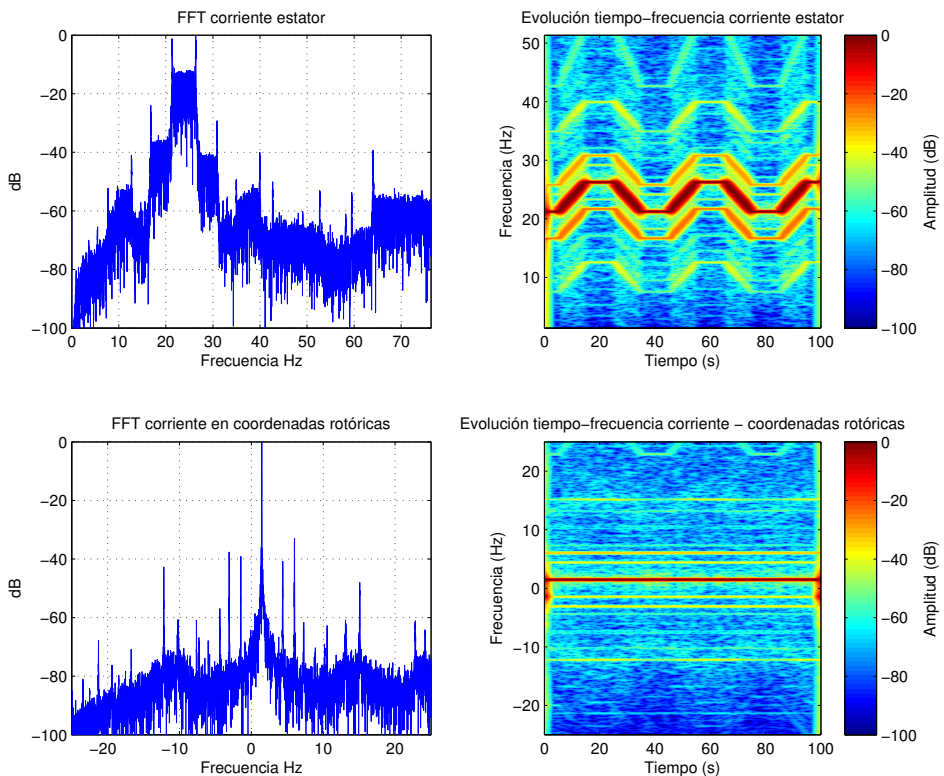 FFT corriente estator
0
−20
−40
−60
−80
−100
dB
0 10 20 30 40 50 60 70
Frecuencia Hz
Evolución tiempo−frecuencia corriente estator
50
40
30
20
10
Frecuencia (Hz)
0 20 40 60 80 100
Tiempo (s)
0
−20
−40
−60
−80
−100
Amplitud (dB)
FFT corriente en coordenadas rotóricas
0
−20
−40
−60
−80
−100
dB
−20 −10 0 10 20
Frecuencia Hz
Evolución tiempo−frecuencia corriente − coordenadas rotóricas
25
20
15
10
5
0
−10
−20
Frecuencia (Hz)
0 20 40 60 80 100
Tiempo (s)
0
−20
−40
−60
−80
−100
Amplitud (dB)